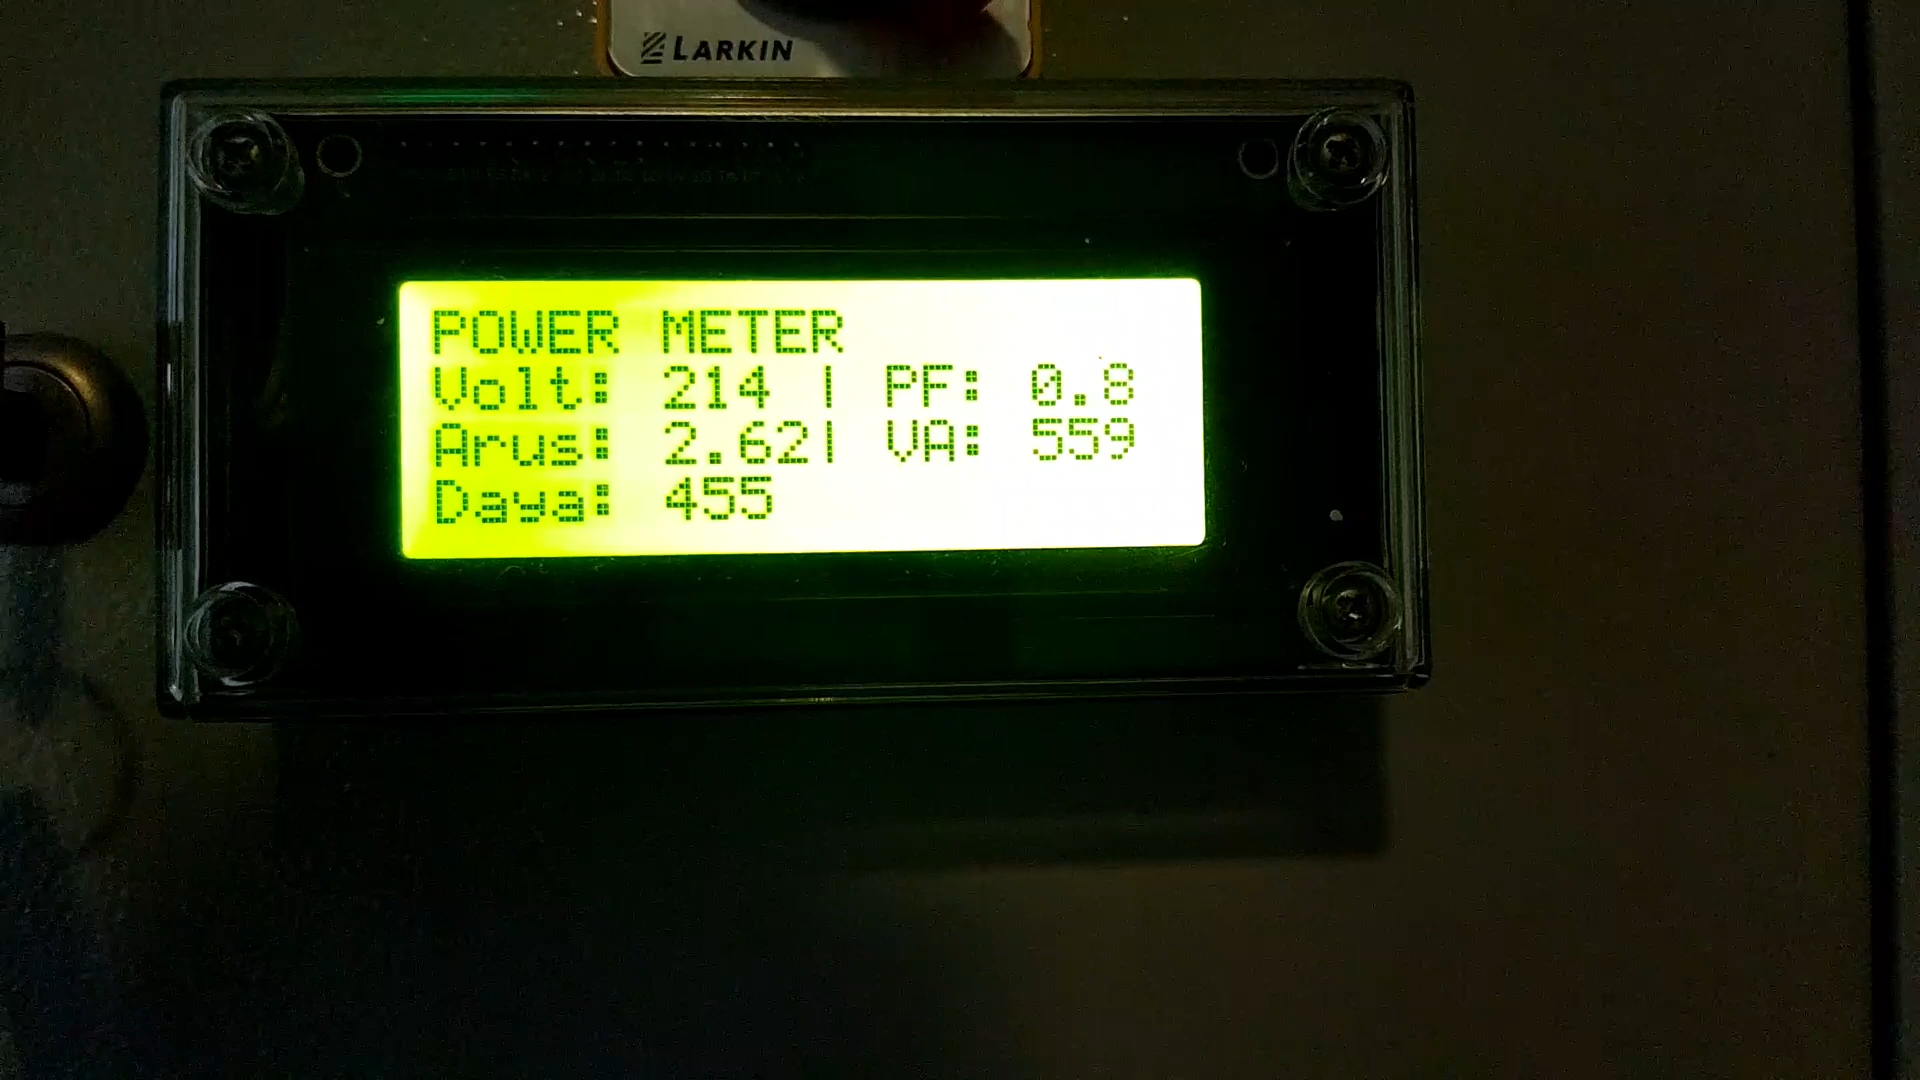 LARKIN
POWER METER
Volt: 214 | PF: 0.8
Arus: 2.62| VA: 559
Daya: 455